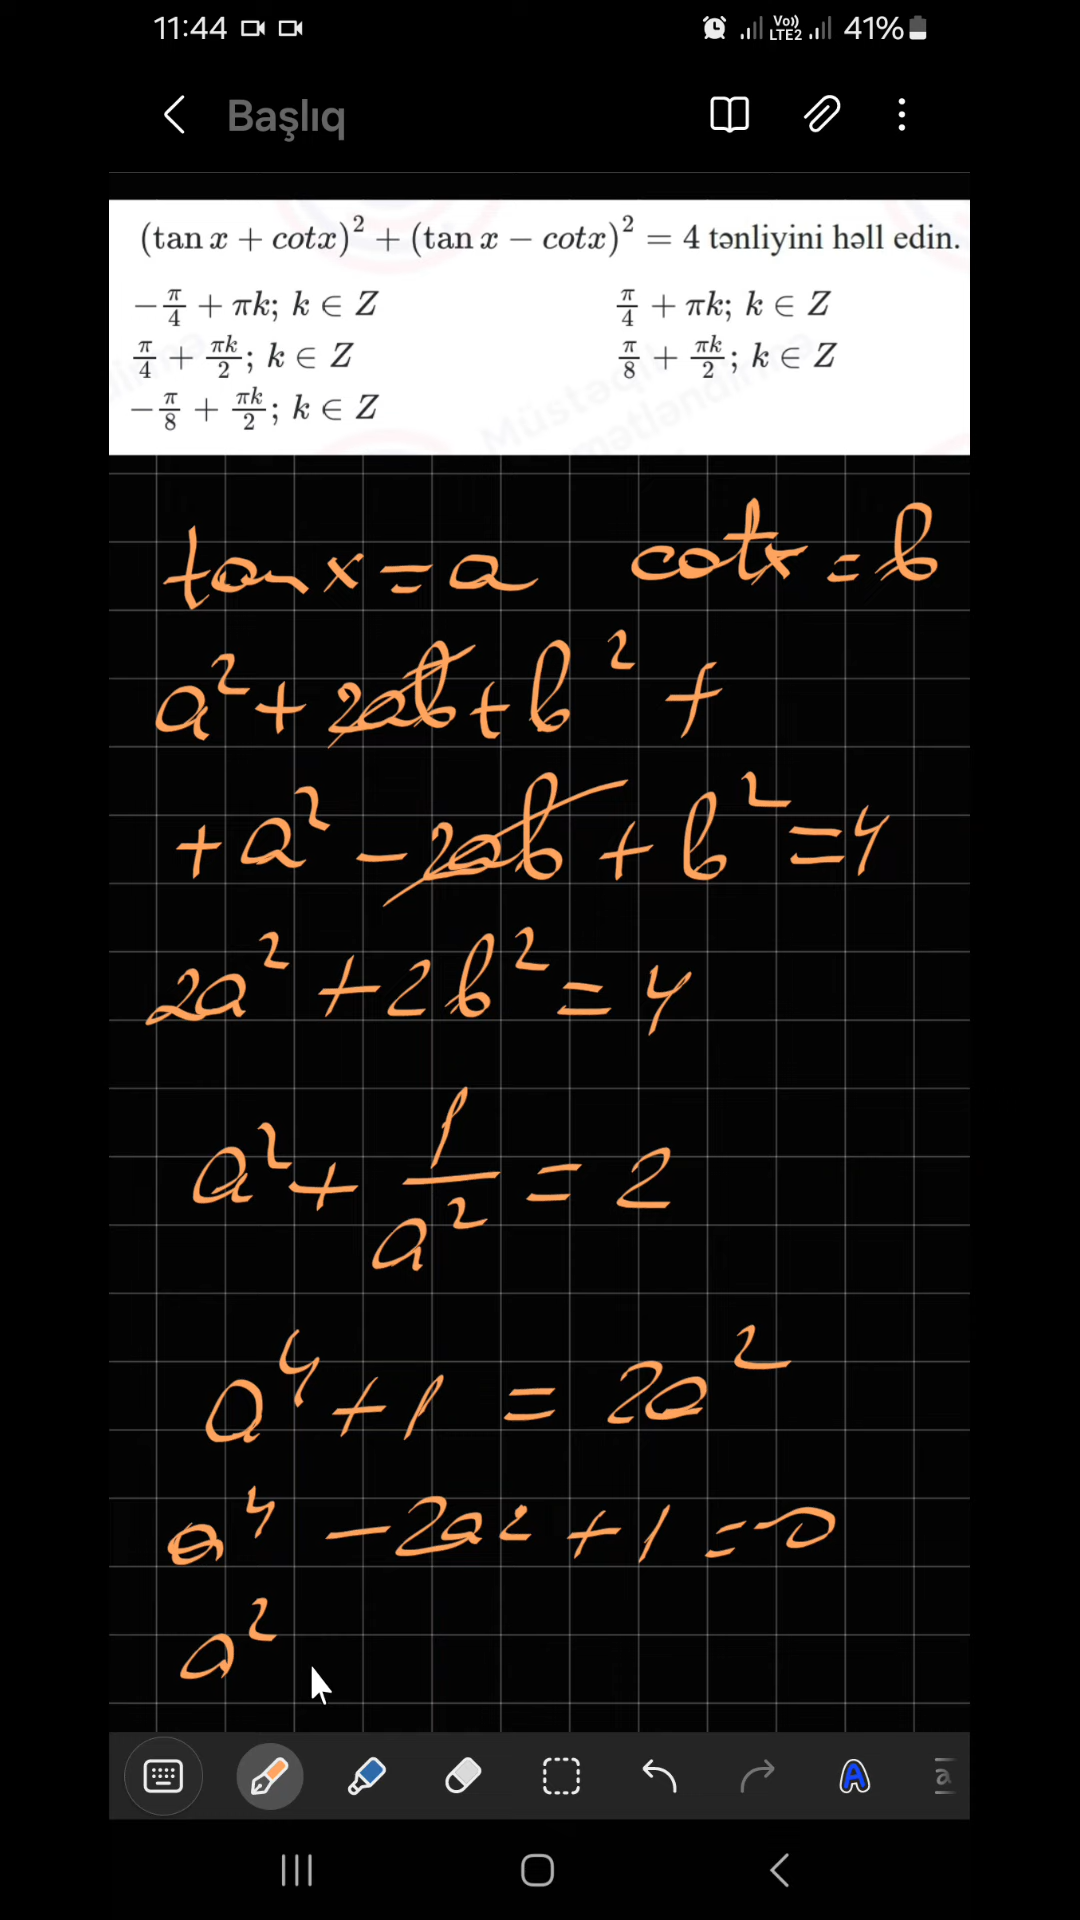 11:44 Vo)) LTE2 41%
Başlıq
(tan x + cotx)² + (tan x − cotx)² = 4 tənliyini həll edin.
−π/4 + πk; k ∈ Z π/4 + πk; k ∈ Z
π/4 + πk/2; k ∈ Z π/8 + πk/2; k ∈ Z
−π/8 + πk/2; k ∈ Z
tan x = a cotx = b
a² + 2ab + b² +
+ a² − 2ab + b² = 4
2a² + 2b² = 4
a² + 1/a² = 2
a⁴ + 1 = 2a²
a⁴ − 2a² + 1 = 0
a²
A a